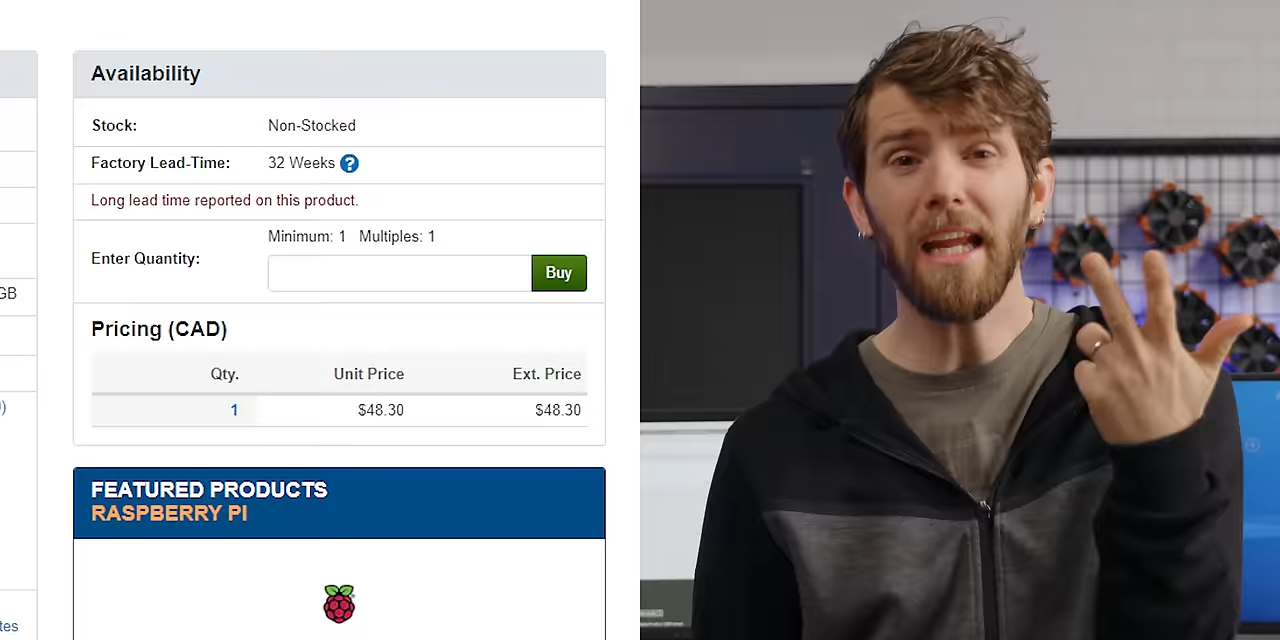 Availability
Stock: Non-Stocked
Factory Lead-Time: 32 Weeks ?
Long lead time reported on this product.
Minimum: 1 Multiples: 1
Enter Quantity:
Buy
GB
Pricing (CAD)
Qty. Unit Price Ext. Price
)
1 $48.30 $48.30
FEATURED PRODUCTS
RASPBERRY PI
tes